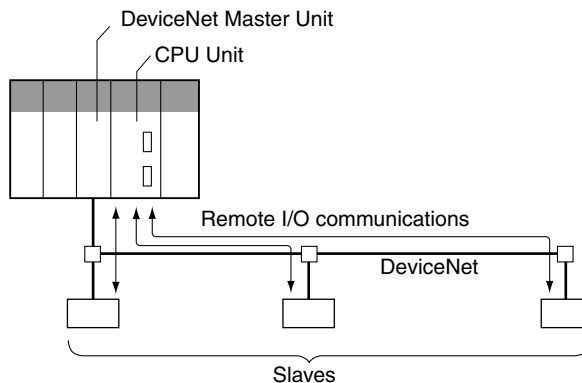 DeviceNet Master Unit
CPU Unit
Remote I/O communications
DeviceNet
Slaves